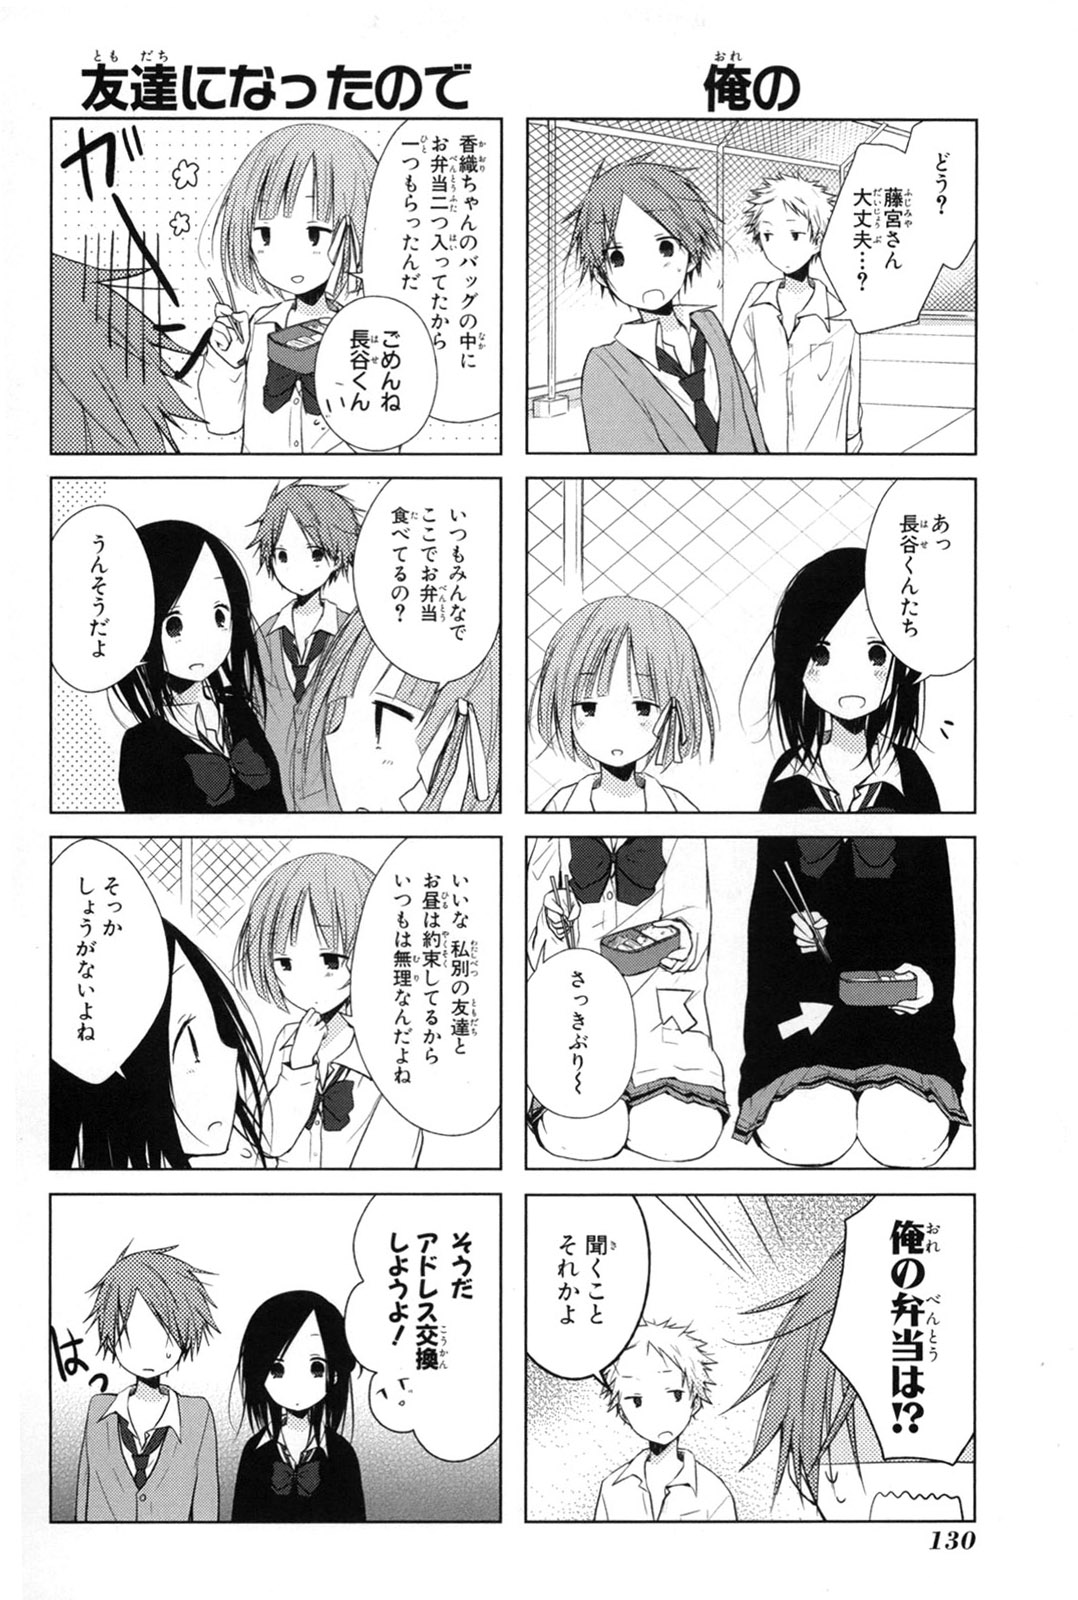 俺の
どう？
藤宮さん
大丈夫…？
あっ
長谷くんたち
さっきぶり～
俺の弁当は!?
聞くこと
それかよ
友達になったので
香織ちゃんのバッグの中に
お弁当二つ入ってたから
一つもらったんだ
ごめんね
長谷くん
ガーン
いつもみんなで
ここでお弁当
食べてるの？
うんそうだよ
いいな 私別の友達と
お昼は約束してるから
いつもは無理なんだよね
そっか
しょうがないよね
そうだ
アドレス交換
しようよ！
はっ
130